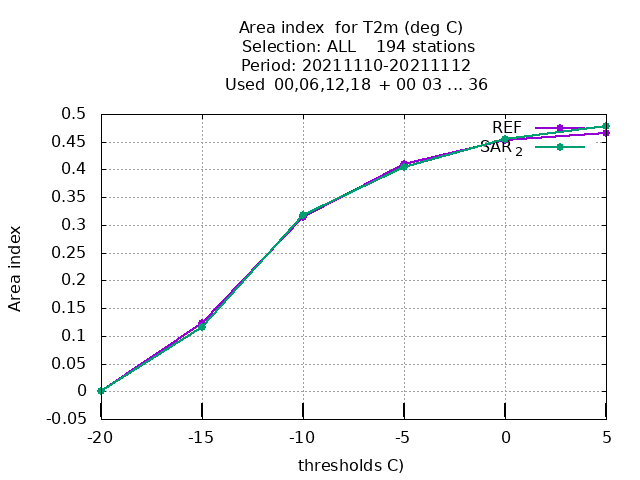 Area index  for T2m (deg C)
Selection: ALL    194 stations
Period: 20211110-20211112
Used  00,06,12,18  + 00 03 ... 36
0.5
0.45
0.4
0.35
0.3
0.25
0.2
0.15
0.1
0.05
0
-0.05
Area index
REF
SAR2
-20
-15
-10
-5
0
5
thresholds C)